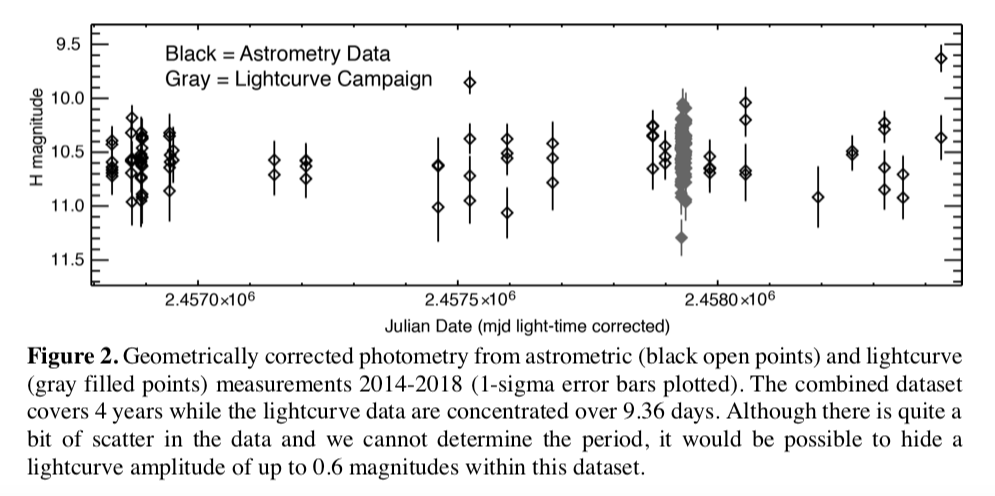 Black = Astrometry Data
Gray = Lightcurve Campaign
H magnitude
9.5
10.0
10.5
11.0
11.5
2.4570×10⁶ 2.4575×10⁶ 2.4580×10⁶
Julian Date (mjd light-time corrected)
Figure 2. Geometrically corrected photometry from astrometric (black open points) and lightcurve
(gray filled points) measurements 2014-2018 (1-sigma error bars plotted). The combined dataset
covers 4 years while the lightcurve data are concentrated over 9.36 days. Although there is quite a
bit of scatter in the data and we cannot determine the period, it would be possible to hide a
lightcurve amplitude of up to 0.6 magnitudes within this dataset.